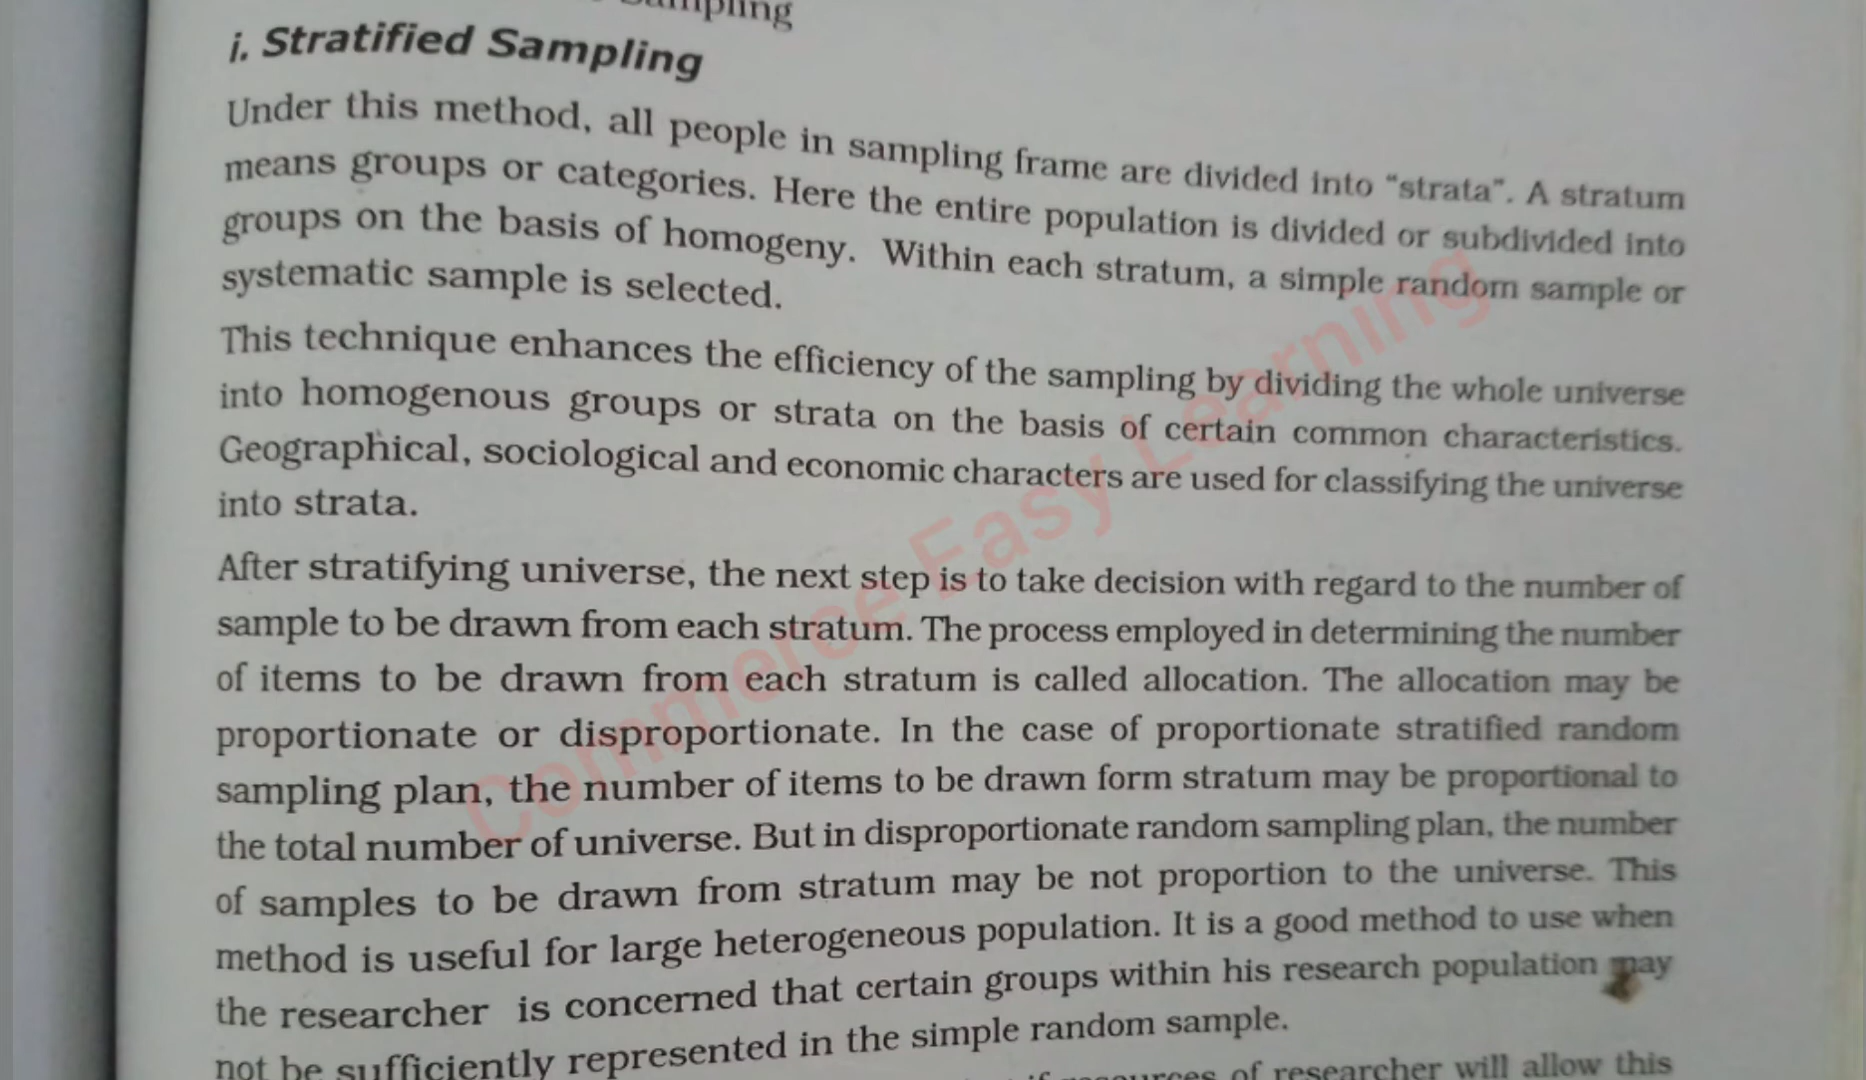 Sampling
i. Stratified Sampling
Under this method, all people in sampling frame are divided into “strata”. A stratum
means groups or categories. Here the entire population is divided or subdivided into
groups on the basis of homogeny. Within each stratum, a simple random sample or
systematic sample is selected.
This technique enhances the efficiency of the sampling by dividing the whole universe
into homogenous groups or strata on the basis of certain common characteristics.
Geographical, sociological and economic characters are used for classifying the universe
into strata.
After stratifying universe, the next step is to take decision with regard to the number of
sample to be drawn from each stratum. The process employed in determining the number
of items to be drawn from each stratum is called allocation. The allocation may be
proportionate or disproportionate. In the case of proportionate stratified random
sampling plan, the number of items to be drawn form stratum may be proportional to
the total number of universe. But in disproportionate random sampling plan, the number
of samples to be drawn from stratum may be not proportion to the universe. This
method is useful for large heterogeneous population. It is a good method to use when
the researcher is concerned that certain groups within his research population may
not be sufficiently represented in the simple random sample.
of researcher will allow this
Commerce Easy Learning